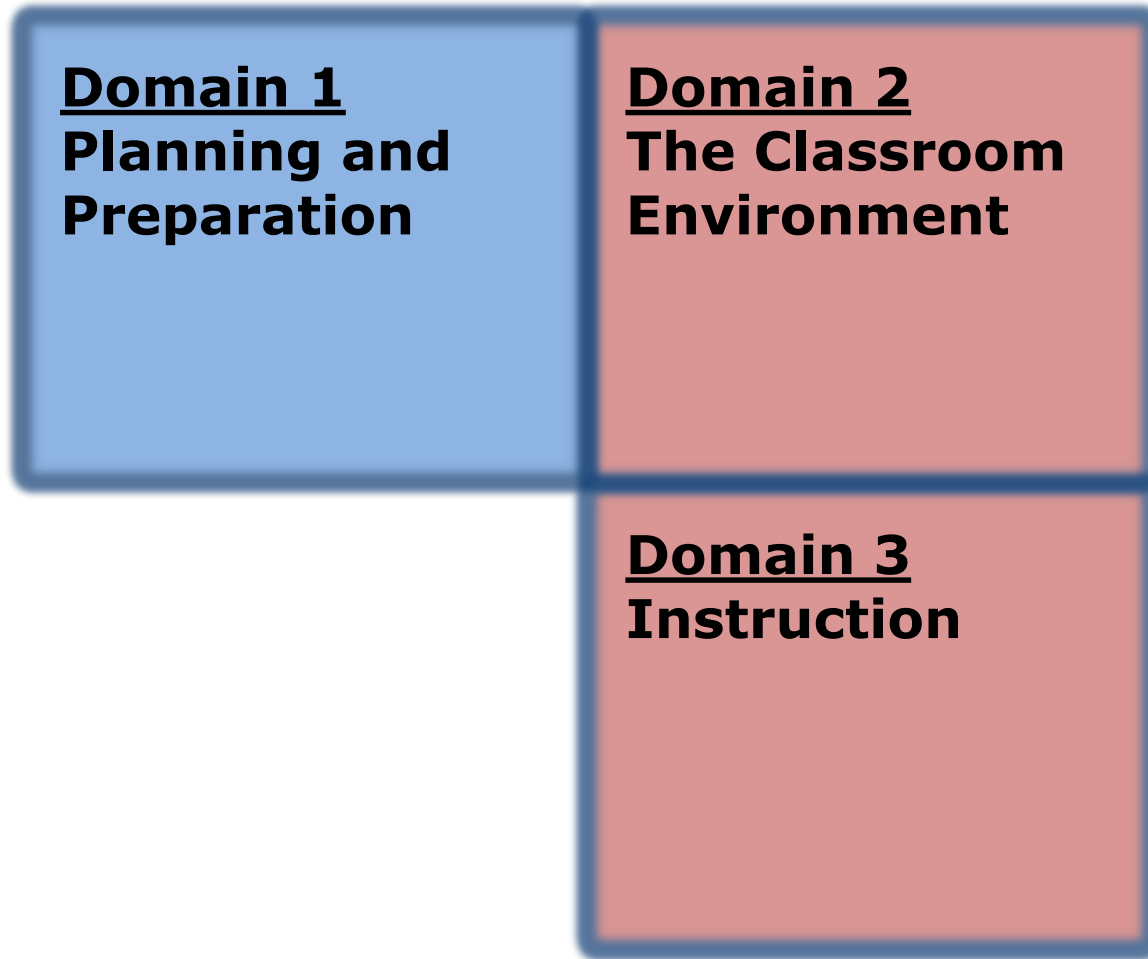 Domain 1
Planning and
Preparation
Domain 2
The Classroom
Environment
Domain 3
Instruction